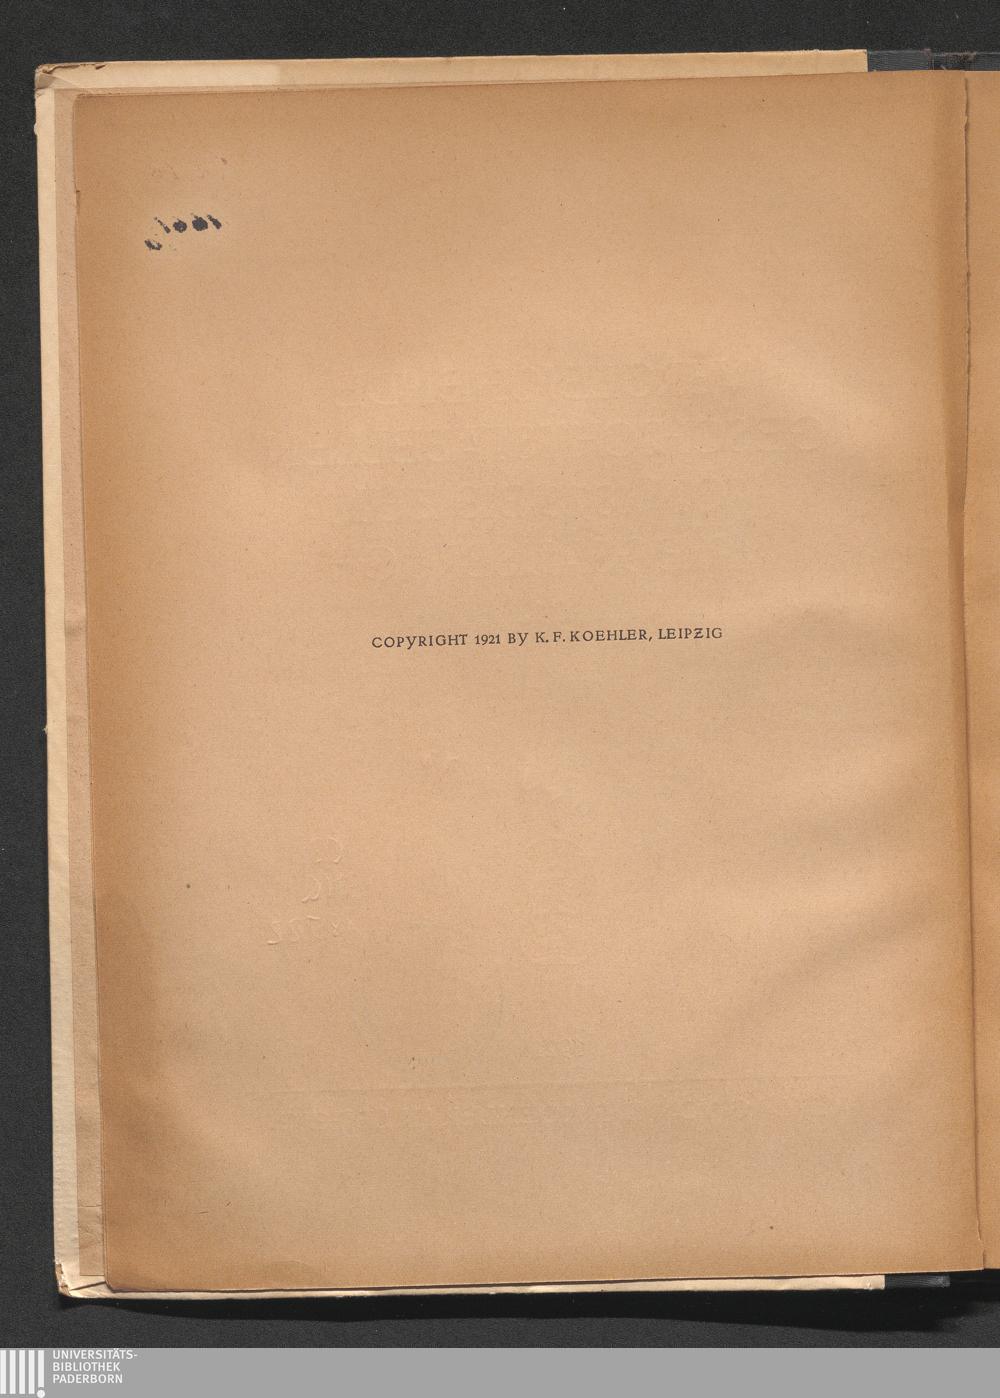 COPYRIGHT 1921 BY K. F. KOEHLER, LEIPZIG
UNIVERSITÄTS-
BIBLIOTHEK
PADERBORN